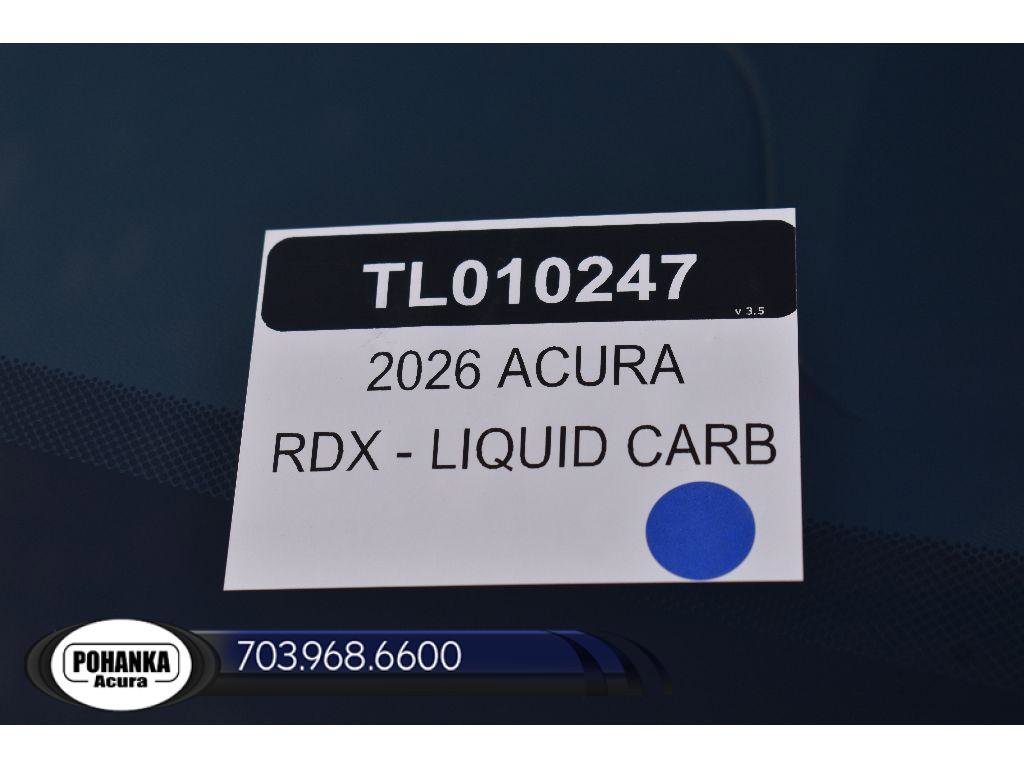 TL010247
v 3.5
2026 ACURA
RDX - LIQUID CARB
POHANKA
Acura
703.968.6600